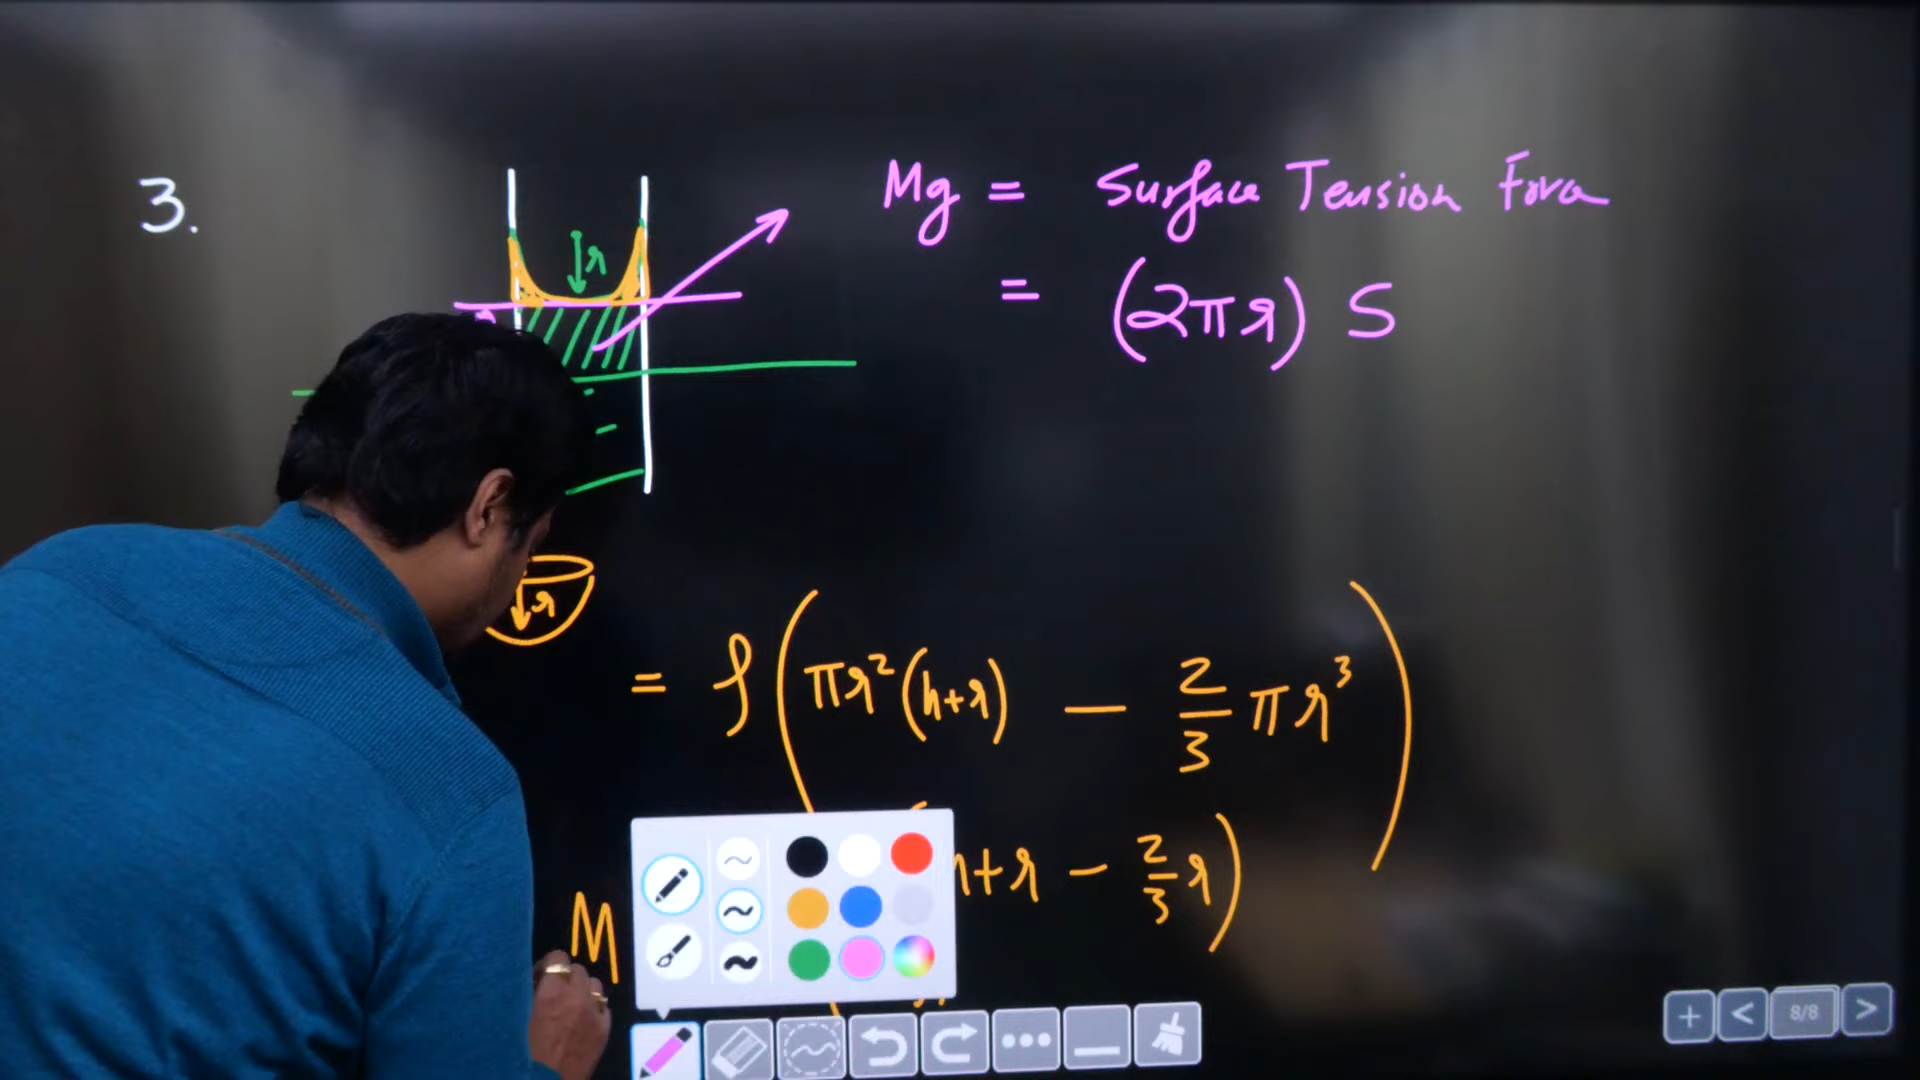 3.
↓r
Mg = Surface Tension Force
= (2πr) S
↓r
= ρ(πr²(h+r) — 2/3 πr³)
h+r - 2/3 r)
M
8/8